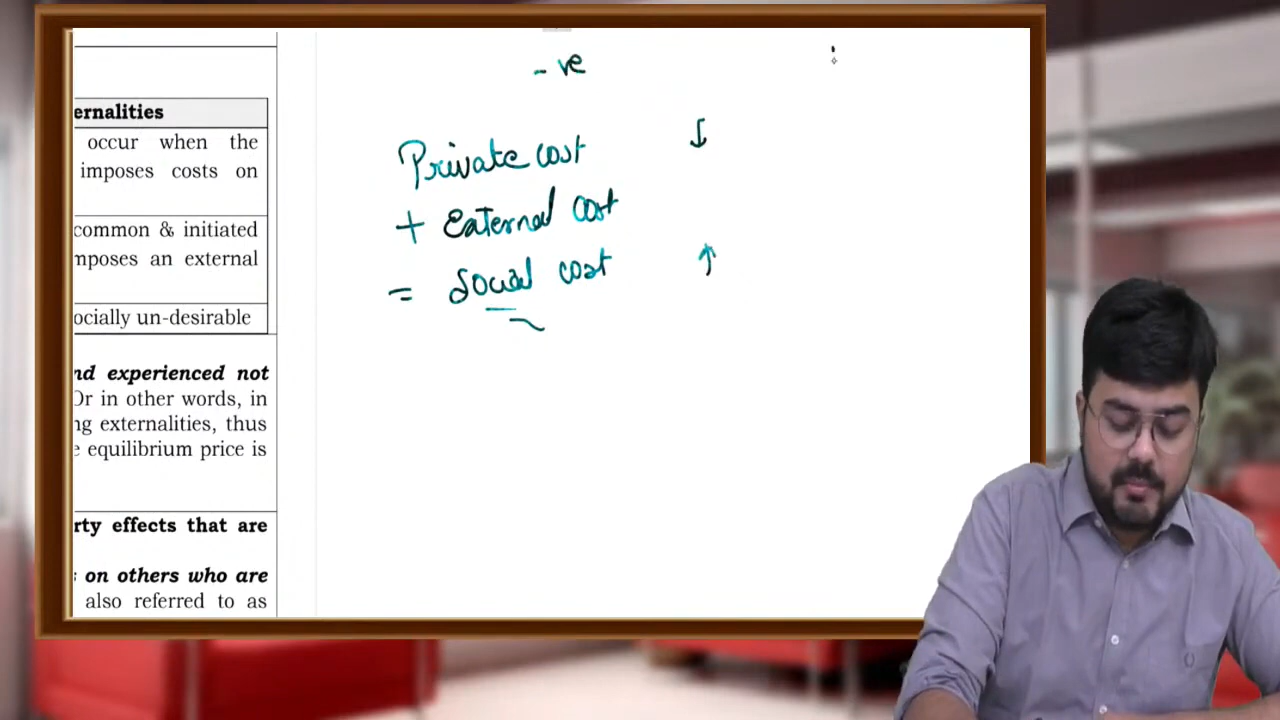 ernalities
occur when the
imposes costs on
common & initiated
mposes an external
ocially un-desirable
nd experienced not
Or in other words, in
ng externalities, thus
e equilibrium price is
rty effects that are
s on others who are
also referred to as
- ve
Private cost ↓
+ External cost
= Social cost ↑